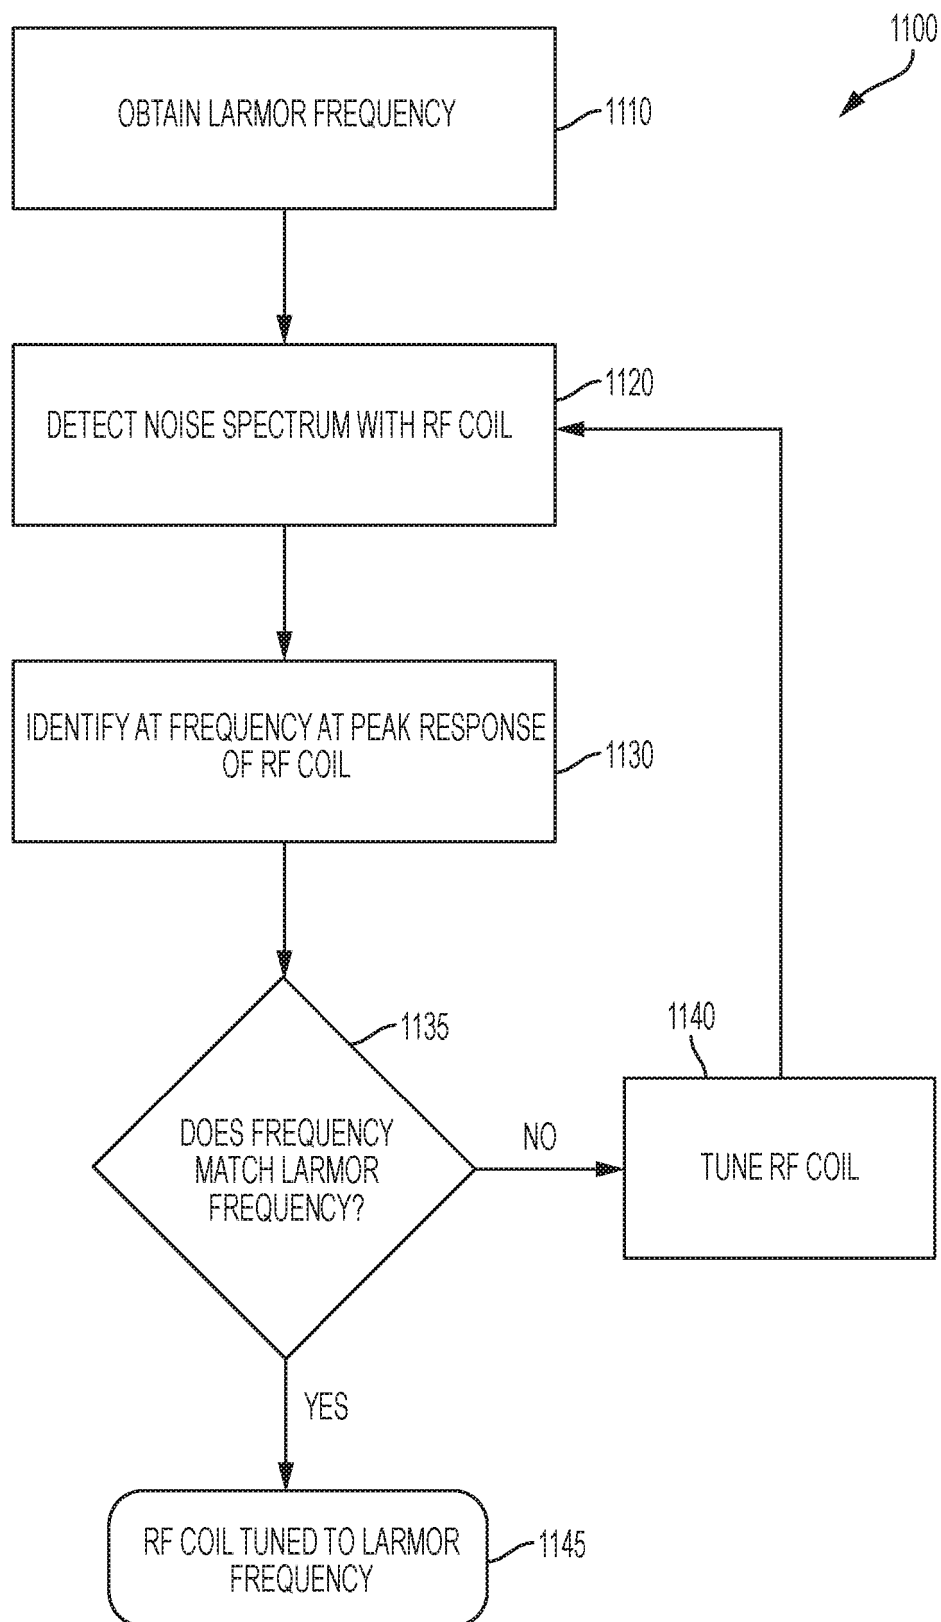 1100
OBTAIN LARMOR FREQUENCY
1110
1120
DETECT NOISE SPECTRUM WITH RF COIL
IDENTIFY AT FREQUENCY AT PEAK RESPONSE
OF RF COIL
1130
1135
1140
DOES FREQUENCY
MATCH LARMOR
FREQUENCY?
NO
TUNE RF COIL
YES
RF COIL TUNED TO LARMOR
FREQUENCY
1145